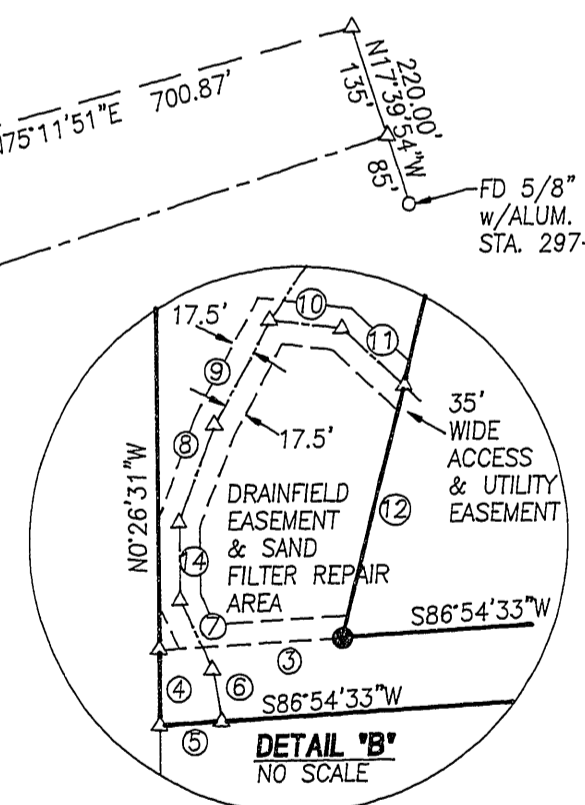 N75°11'51"E 700.87'
220.00'
N17°39'54"W
135'
85'
FD 5/8"
w/ALUM.
STA. 297-
17.5'
10
11
9
8
17.5'
35'
WIDE
ACCESS
& UTILITY
EASEMENT
N0°26'31"W
DRAINFIELD
EASEMENT
& SAND
FILTER REPAIR
AREA
12
14
7
S86°54'33"W
3
4
6
S86°54'33"W
5
DETAIL "B"
NO SCALE